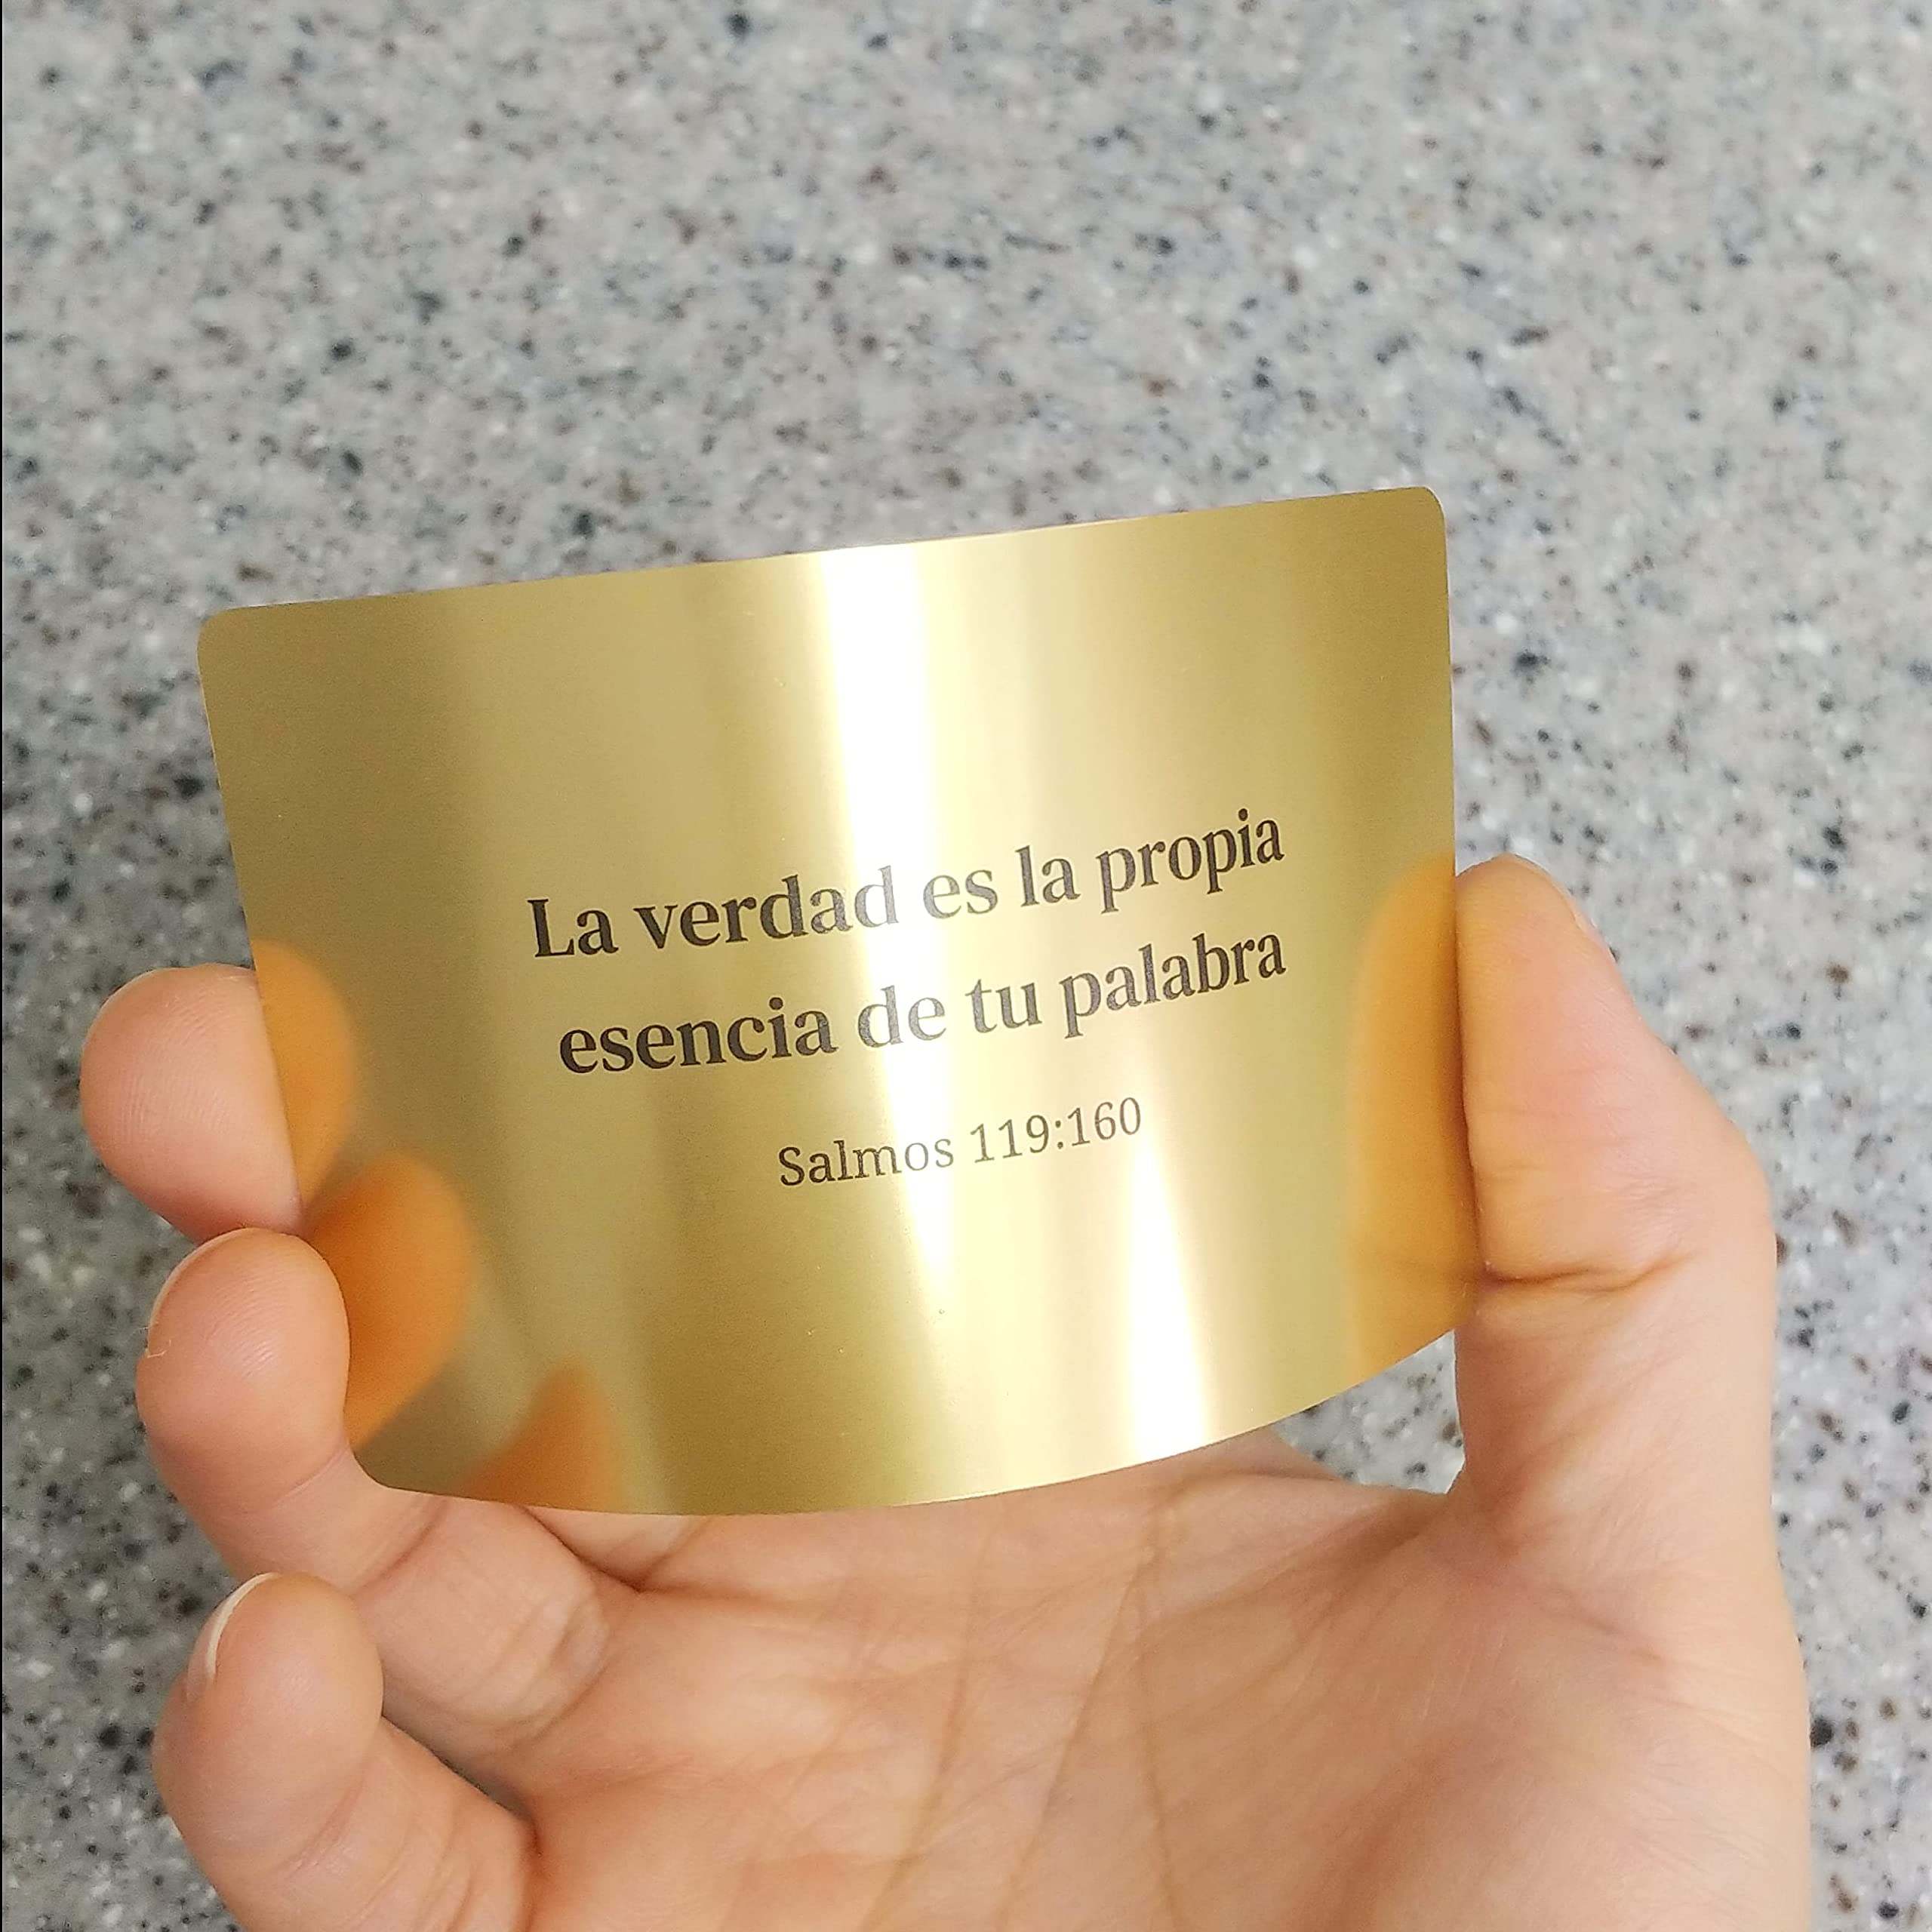 La verdad es la propia
esencia de tu palabra
Salmos 119:160